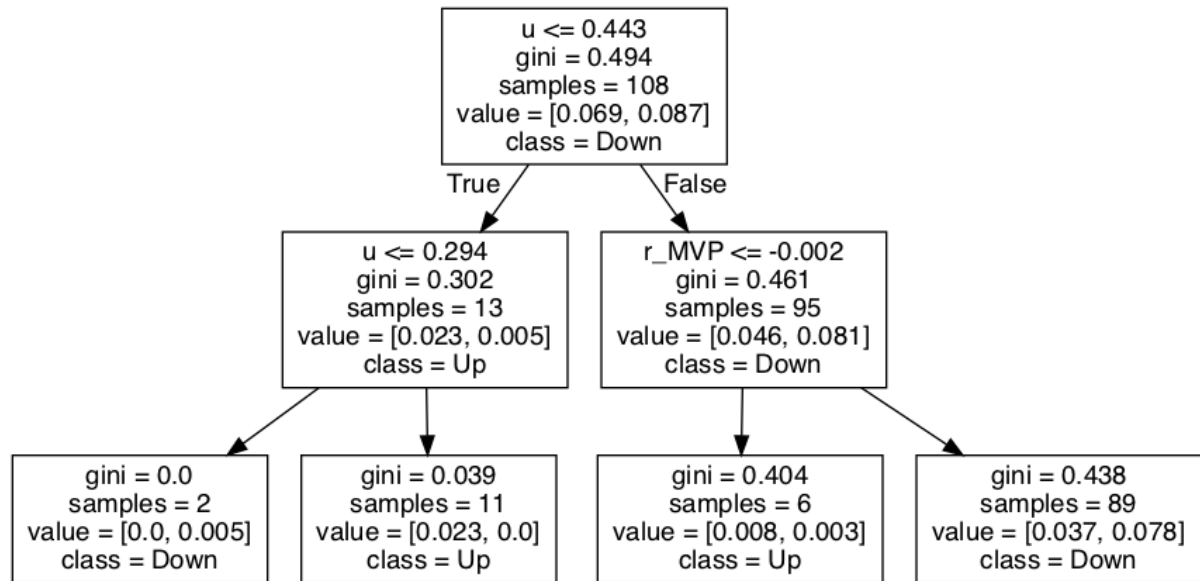 u <= 0.443
gini = 0.494
samples = 108
value = [0.069, 0.087]
class = Down
True
False
u <= 0.294
gini = 0.302
samples = 13
value = [0.023, 0.005]
class = Up
r_MVP <= -0.002
gini = 0.461
samples = 95
value = [0.046, 0.081]
class = Down
gini = 0.0
samples = 2
value = [0.0, 0.005]
class = Down
gini = 0.039
samples = 11
value = [0.023, 0.0]
class = Up
gini = 0.404
samples = 6
value = [0.008, 0.003]
class = Up
gini = 0.438
samples = 89
value = [0.037, 0.078]
class = Down